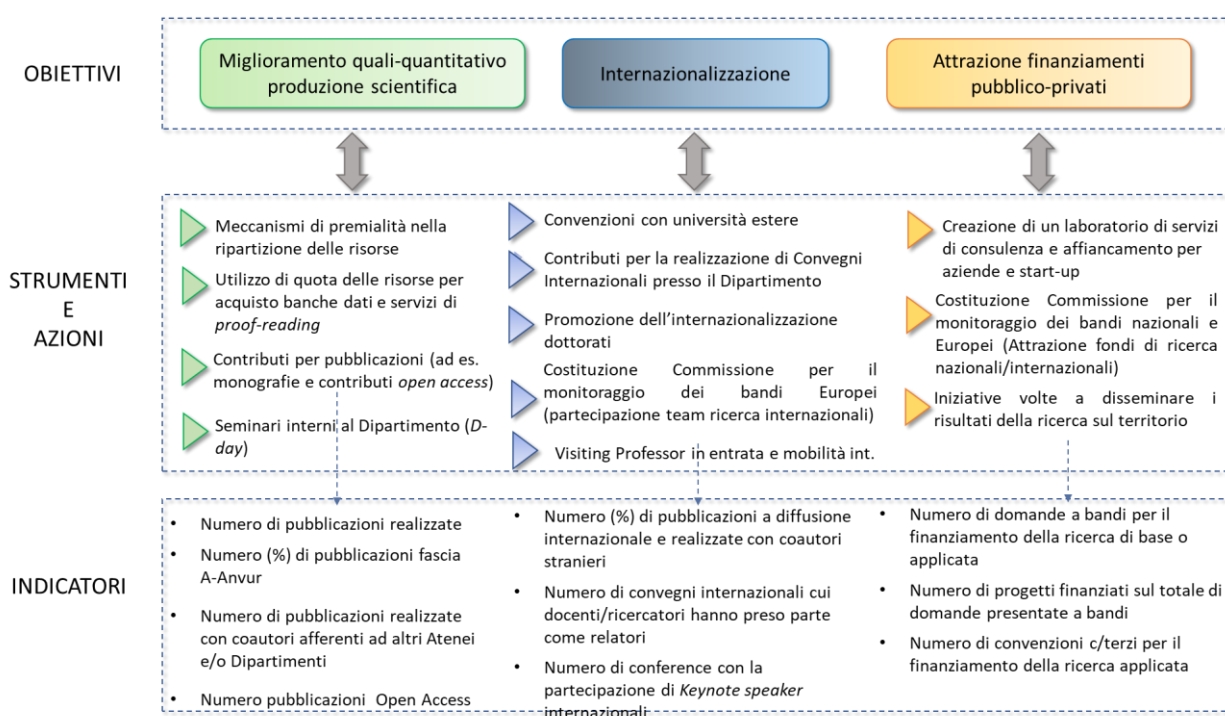 OBIETTIVI
Miglioramento quali-quantitativo
produzione scientifica
Internazionalizzazione
Attrazione finanziamenti
pubblico-privati
STRUMENTI
E
AZIONI
Meccanismi di premialità nella
ripartizione delle risorse
Utilizzo di quota delle risorse per
acquisto banche dati e servizi di
proof-reading
Contributi per pubblicazioni (ad es.
monografie e contributi open access)
Seminari interni al Dipartimento (D-
day)
Convenzioni con università estere
Contributi per la realizzazione di Convegni
Internazionali presso il Dipartimento
Promozione dell'internalizzazione
dottorati
Costituzione Commissione per il
monitoraggio dei bandi Europei
(partecipazione team ricerca internazionali)
Visiting Professor in entrata e mobilità int.
Creazione di un laboratorio di servizi
di consulenza e affiancamento per
aziende e start-up
Costituzione Commissione per il
monitoraggio dei bandi nazionali e
Europei (Attrazione fondi di ricerca
nazionali/internazionali)
Iniziative volte a disseminare i
risultati della ricerca sul territorio
INDICATORI
• Numero di pubblicazioni realizzate
• Numero (%) di pubblicazioni fascia
A-Anvur
• Numero di pubblicazioni realizzate
con coautori afferenti ad altri Atenei
e/o Dipartimenti
• Numero pubblicazioni Open Access
• Numero (%) di pubblicazioni a diffusione
internazionale e realizzate con coautori
stranieri
• Numero di convegni internazionali cui
docenti/ricercatori hanno preso parte
come relatori
• Numero di conference con la
partecipazione di Keynote speaker
internazionali
• Numero di domande a bandi per il
finanziamento della ricerca di base o
applicata
• Numero di progetti finanziati sul totale di
domande presentate a bandi
• Numero di convenzioni c/terzi per il
finanziamento della ricerca applicata